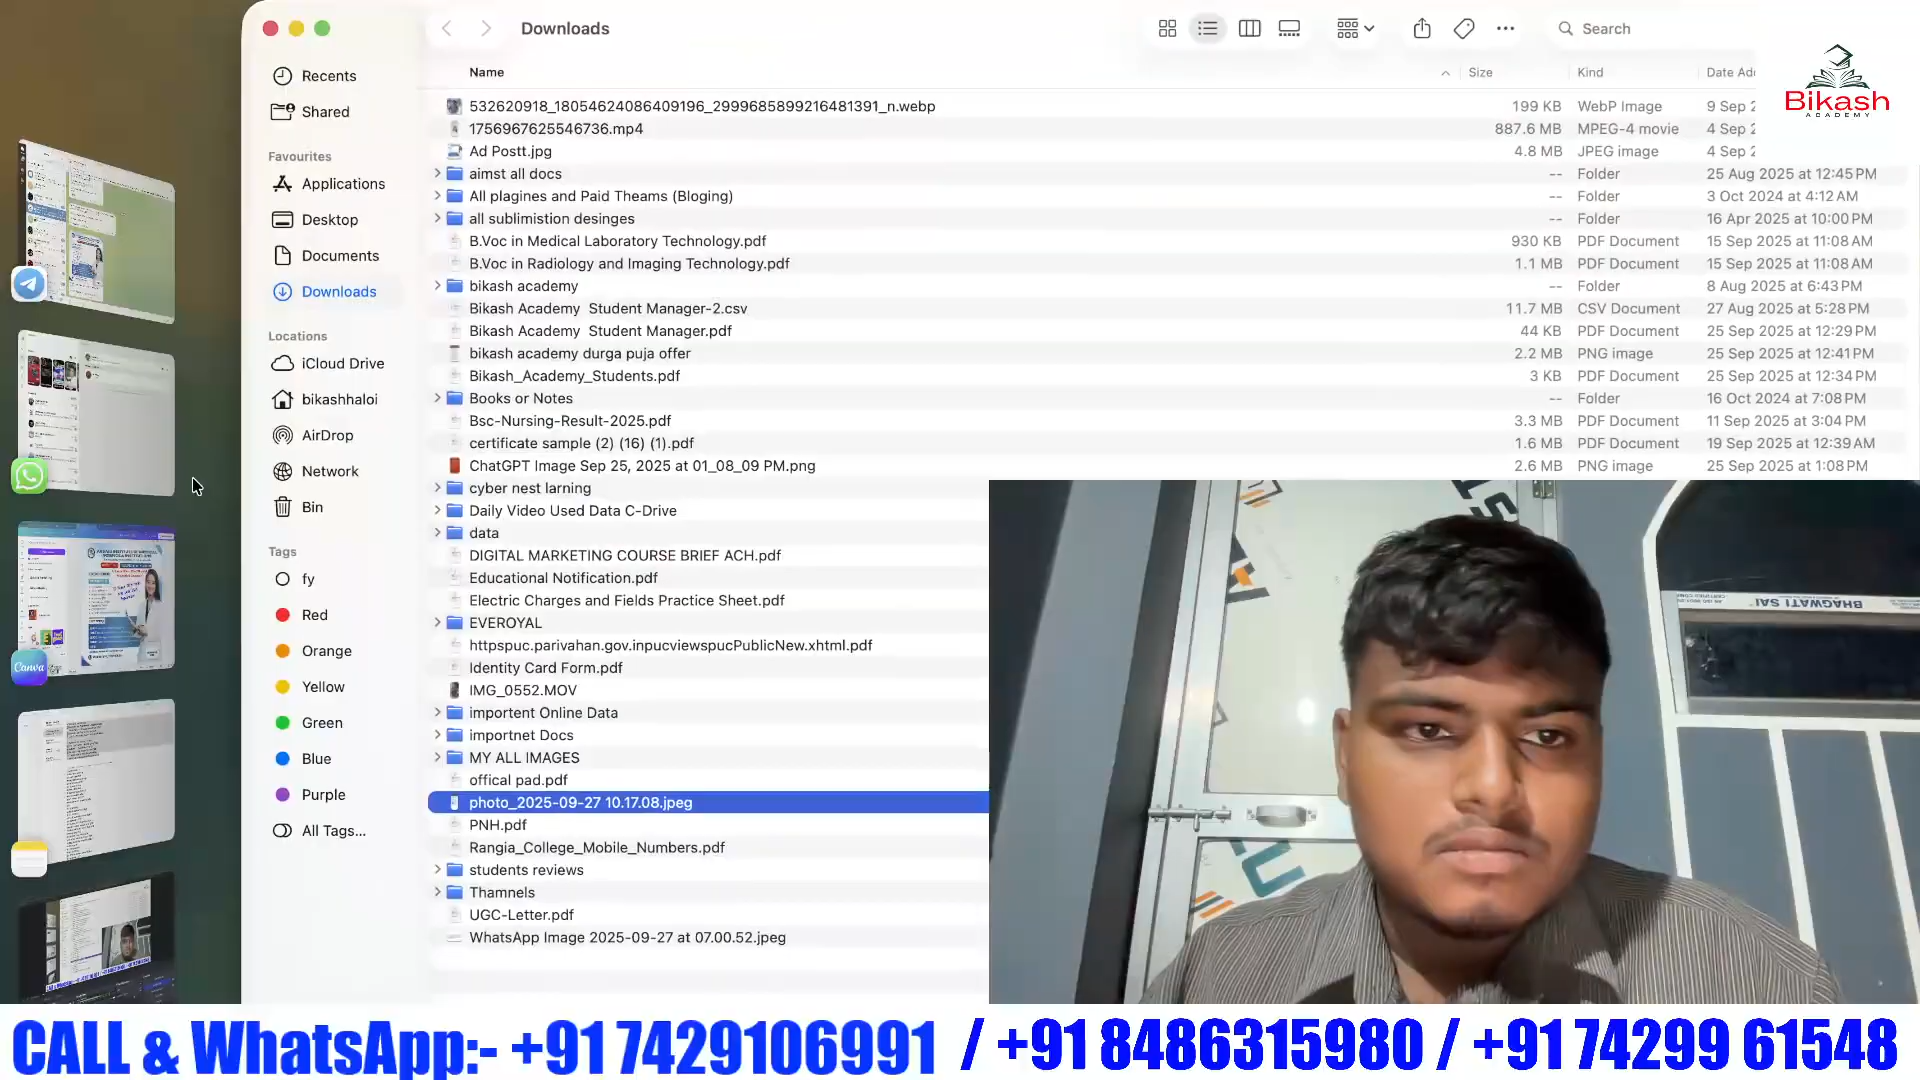 Downloads
Search
Bikash
ACADEMY
Recents
Shared
Favourites
Applications
Desktop
Documents
Downloads
Locations
iCloud Drive
bikashhaloi
AirDrop
Network
Bin
Tags
fy
Red
Orange
Yellow
Green
Blue
Purple
All Tags...
Name Size Kind Date Ad
532620918_18054624086409196_2999685899216481391_n.webp 199 KB WebP Image 9 Sep 2
1756967625546736.mp4 887.6 MB MPEG-4 movie 4 Sep 2
Ad Postt.jpg 4.8 MB JPEG image 4 Sep 2
aimst all docs -- Folder 25 Aug 2025 at 12:45 PM
All plagines and Paid Theams (Bloging) -- Folder 3 Oct 2024 at 4:12 AM
all sublimistion desinges -- Folder 16 Apr 2025 at 10:00 PM
B.Voc in Medical Laboratory Technology.pdf 930 KB PDF Document 15 Sep 2025 at 11:08 AM
B.Voc in Radiology and Imaging Technology.pdf 1.1 MB PDF Document 15 Sep 2025 at 11:08 AM
bikash academy -- Folder 8 Aug 2025 at 6:43 PM
Bikash Academy Student Manager-2.csv 11.7 MB CSV Document 27 Aug 2025 at 5:28 PM
Bikash Academy Student Manager.pdf 44 KB PDF Document 25 Sep 2025 at 12:29 PM
bikash academy durga puja offer 2.2 MB PNG image 25 Sep 2025 at 12:41 PM
Bikash_Academy_Students.pdf 3 KB PDF Document 25 Sep 2025 at 12:34 PM
Books or Notes -- Folder 16 Oct 2024 at 7:08 PM
Bsc-Nursing-Result-2025.pdf 3.3 MB PDF Document 11 Sep 2025 at 3:04 PM
certificate sample (2) (16) (1).pdf 1.6 MB PDF Document 19 Sep 2025 at 12:39 AM
ChatGPT Image Sep 25, 2025 at 01_08_09 PM.png 2.6 MB PNG image 25 Sep 2025 at 1:08 PM
cyber nest larning
Daily Video Used Data C-Drive
data
DIGITAL MARKETING COURSE BRIEF ACH.pdf
Educational Notification.pdf
Electric Charges and Fields Practice Sheet.pdf
EVEROYAL
httpspuc.parivahan.gov.inpucviewspucPublicNew.xhtml.pdf
Identity Card Form.pdf
IMG_0552.MOV
importent Online Data
importnet Docs
MY ALL IMAGES
offical pad.pdf
photo_2025-09-27 10.17.08.jpeg
PNH.pdf
Rangia_College_Mobile_Numbers.pdf
students reviews
Thamnels
UGC-Letter.pdf
WhatsApp Image 2025-09-27 at 07.00.52.jpeg
Canva
BHAGWATI SAI
CALL & WhatsApp:- +91 7429106991 / +91 8486315980 / +91 74299 61548